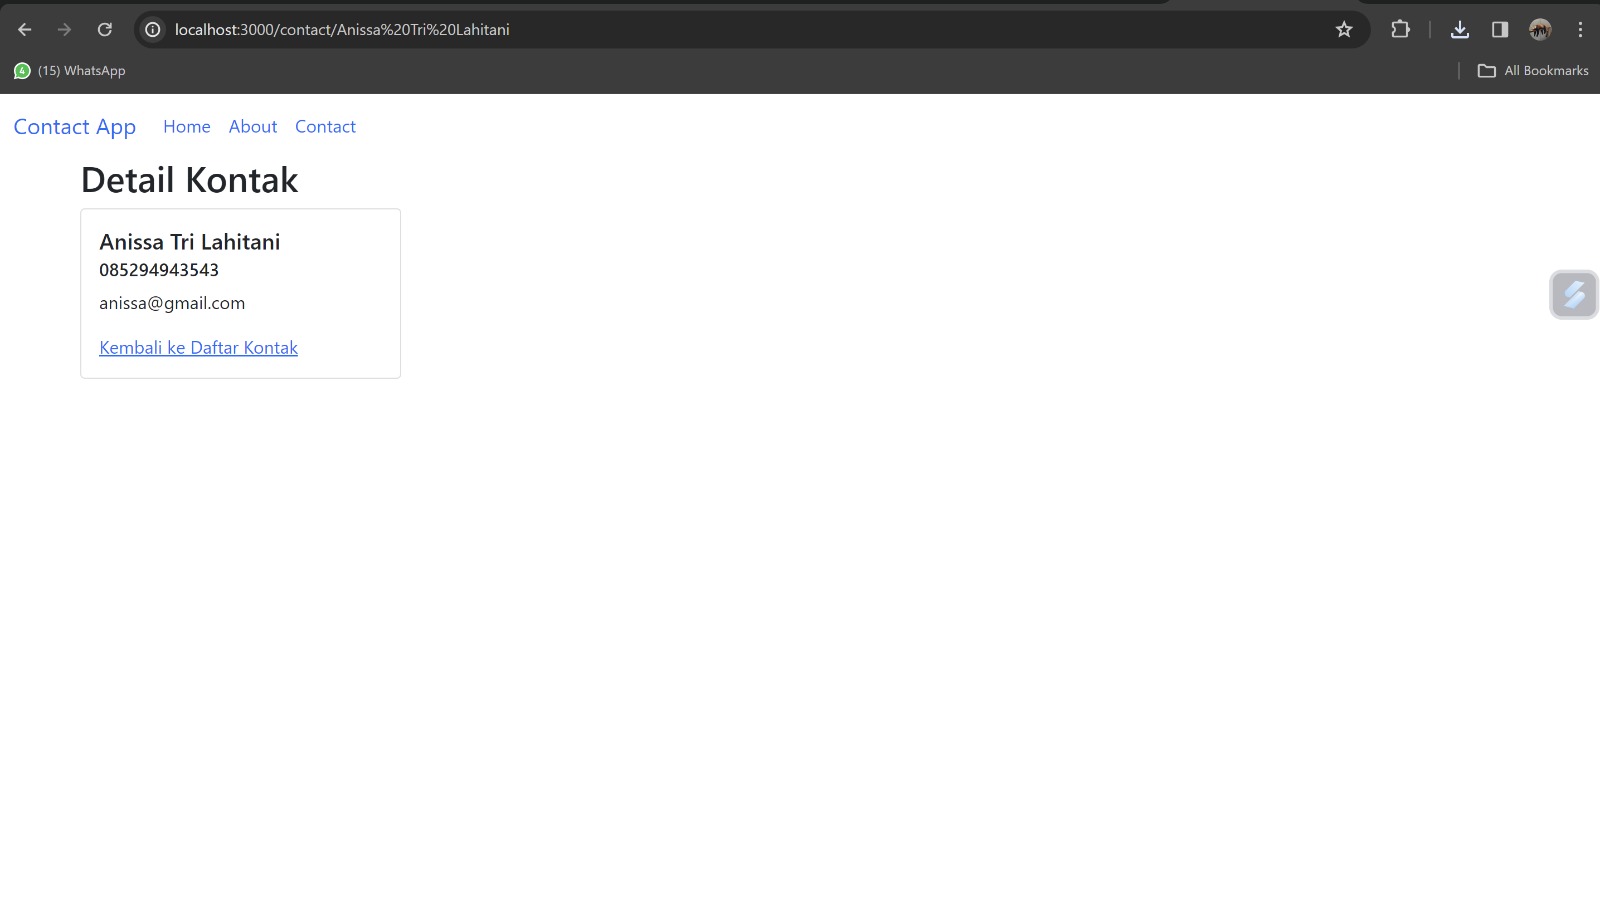 localhost:3000/contact/Anissa%20Tri%20Lahitani
4 (15) WhatsApp
All Bookmarks
Contact App Home About Contact
Detail Kontak
Anissa Tri Lahitani
085294943543
anissa@gmail.com
Kembali ke Daftar Kontak